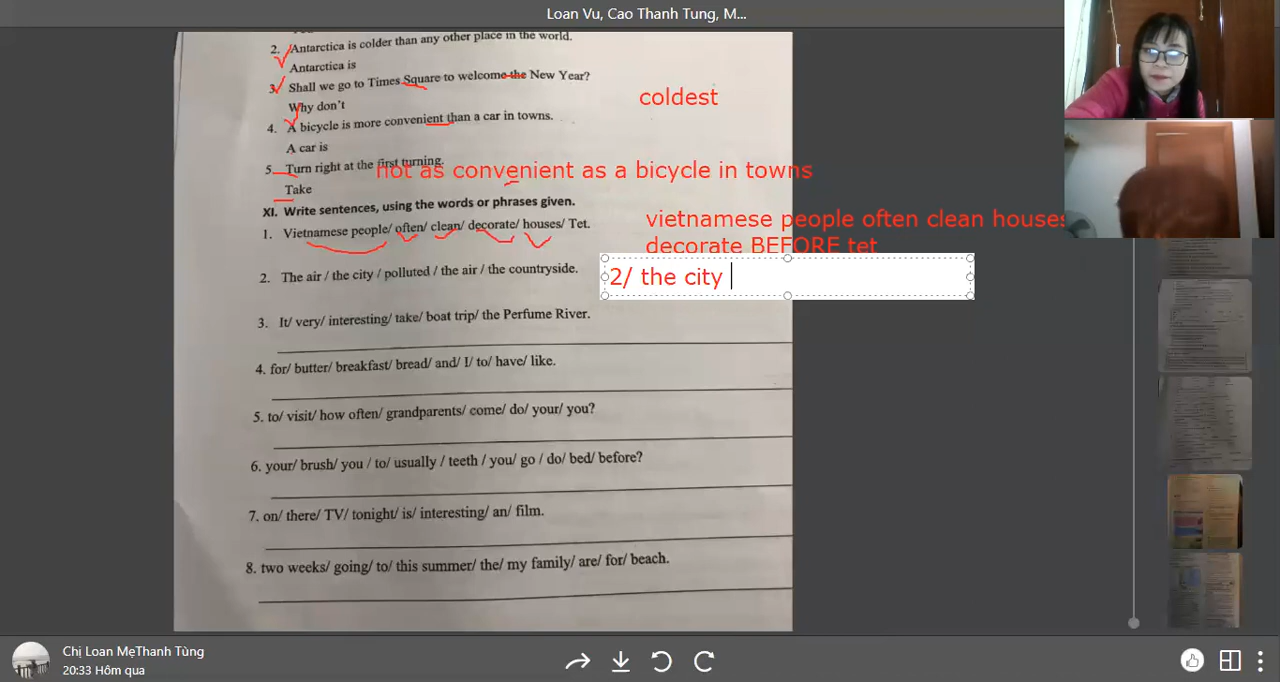 Loan Vu, Cao Thanh Tung, M...
2. Antarctica is colder than any other place in the world.
Antarctica is
3. Shall we go to Times Square to welcome the New Year?
coldest
Why don't
4. A bicycle is more convenient than a car in towns.
A car is
5. Turn right at the first turning.
not as convenient as a bicycle in towns
Take
XI. Write sentences, using the words or phrases given.
1. Vietnamese people/ often/ clean/ decorate/ houses/ Tet.
vietnamese people often clean houses
decorate BEFORE tet
2. The air / the city / polluted / the air / the countryside.
2/ the city
3. It/ very/ interesting/ take/ boat trip/ the Perfume River.
4. for/ butter/ breakfast/ bread/ and/ I/ to/ have/ like.
5. to/ visit/ how often/ grandparents/ come/ do/ your/ you?
6. your/ brush/ you / to/ usually / teeth / you/ go / do/ bed/ before?
7. on/ there/ TV/ tonight/ is/ interesting/ an/ film.
8. two weeks/ going/ to/ this summer/ the/ my family/ are/ for/ beach.
Chị Loan MẹThanh Tùng
20:33 Hôm qua